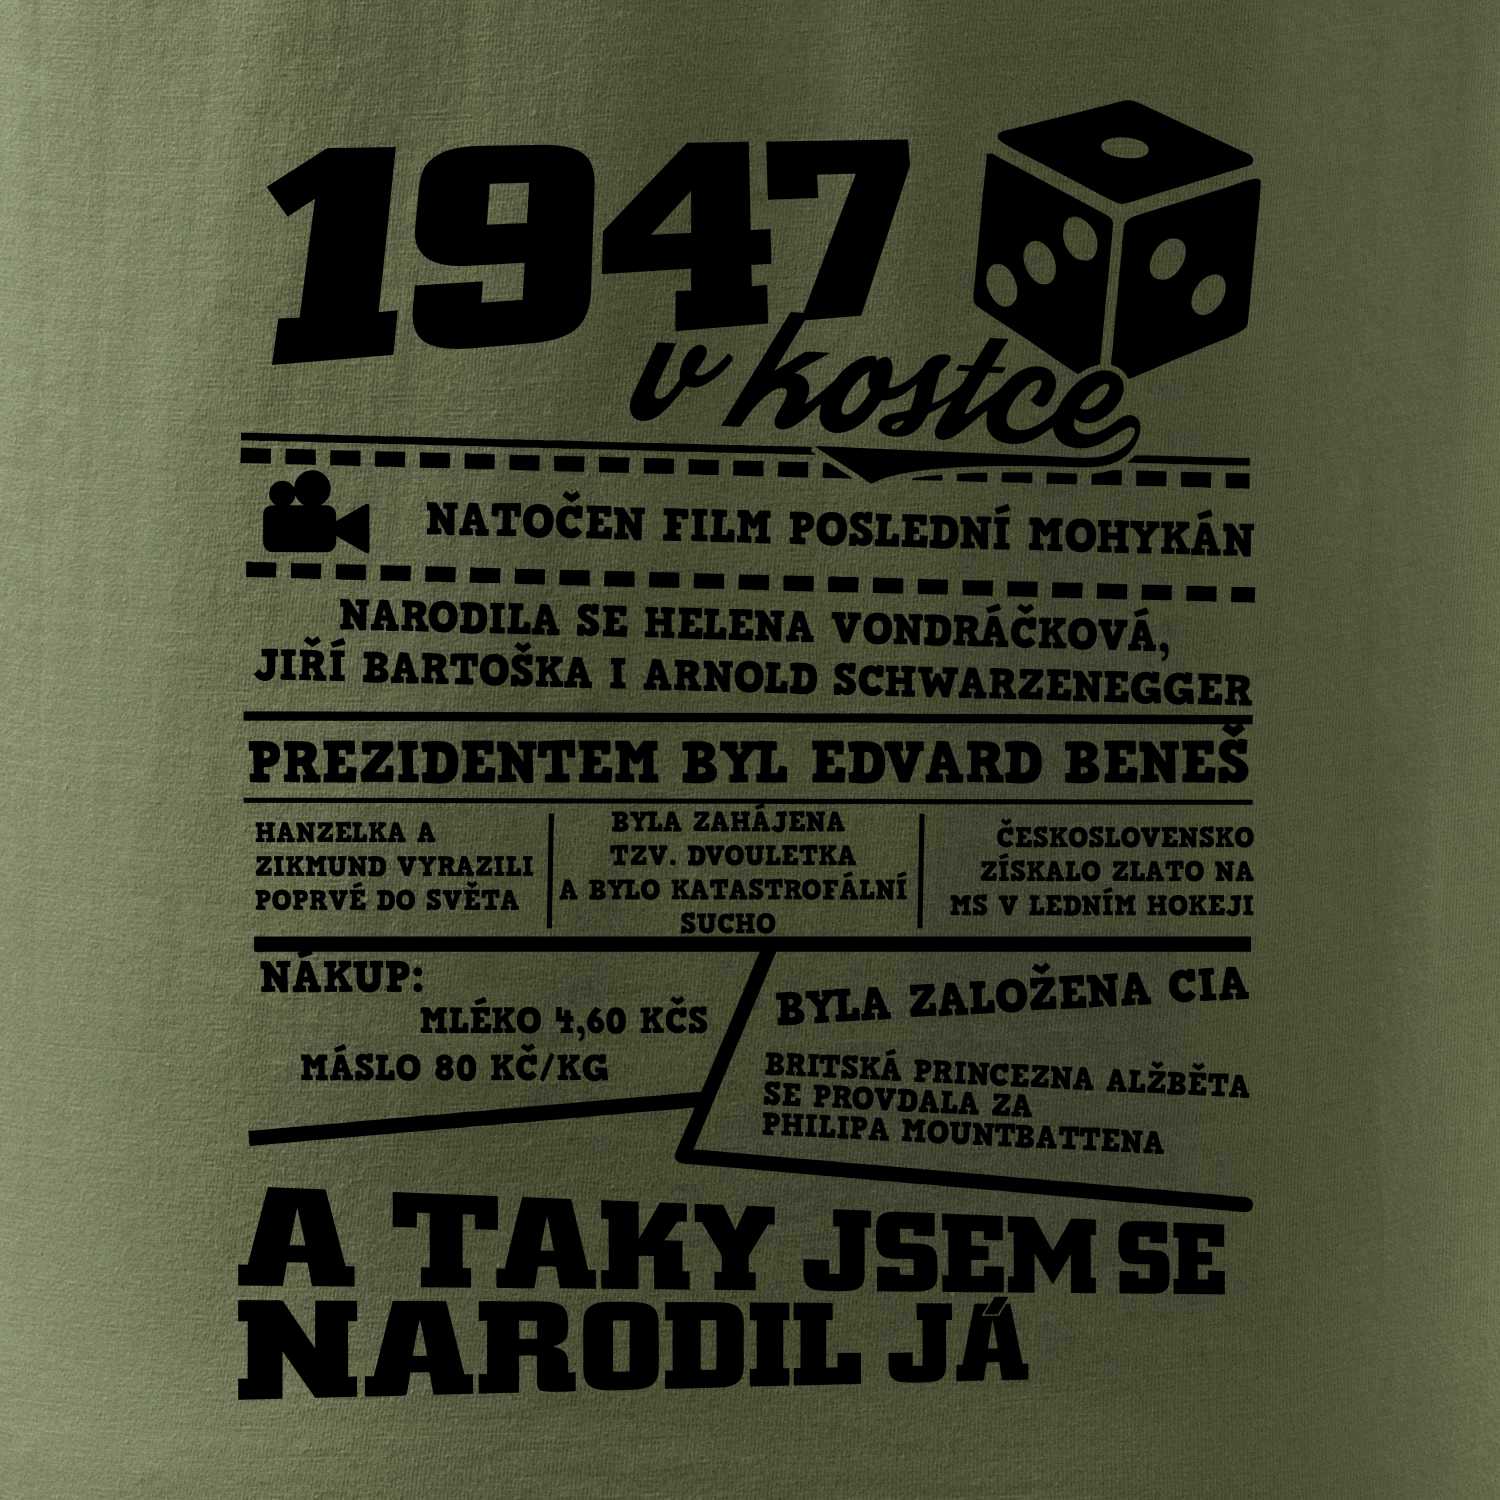 1947
v kostce
NATOČEN FILM POSLEDNÍ MOHYKÁN
NARODILA SE HELENA VONDRÁČKOVÁ,
JIŘÍ BARTOŠKA I ARNOLD SCHWARZENEGGER
PREZIDENTEM BYL EDVARD BENEŠ
HANZELKA A
ZIKMUND VYRAZILI
POPRVÉ DO SVĚTA
BYLA ZAHÁJENA
TZV. DVOULETKA
A BYLO KATASTROFÁLNÍ
SUCHO
ČESKOSLOVENSKO
ZÍSKALO ZLATO NA
MS V LEDNÍM HOKEJI
NÁKUP:
MLÉKO 4,60 KČS
MÁSLO 80 KČ/KG
BYLA ZALOŽENA CIA
BRITSKÁ PRINCEZNA ALŽBĚTA
SE PROVDALA ZA
PHILIPA MOUNTBATTENA
A TAKY JSEM SE
NARODIL JÁ